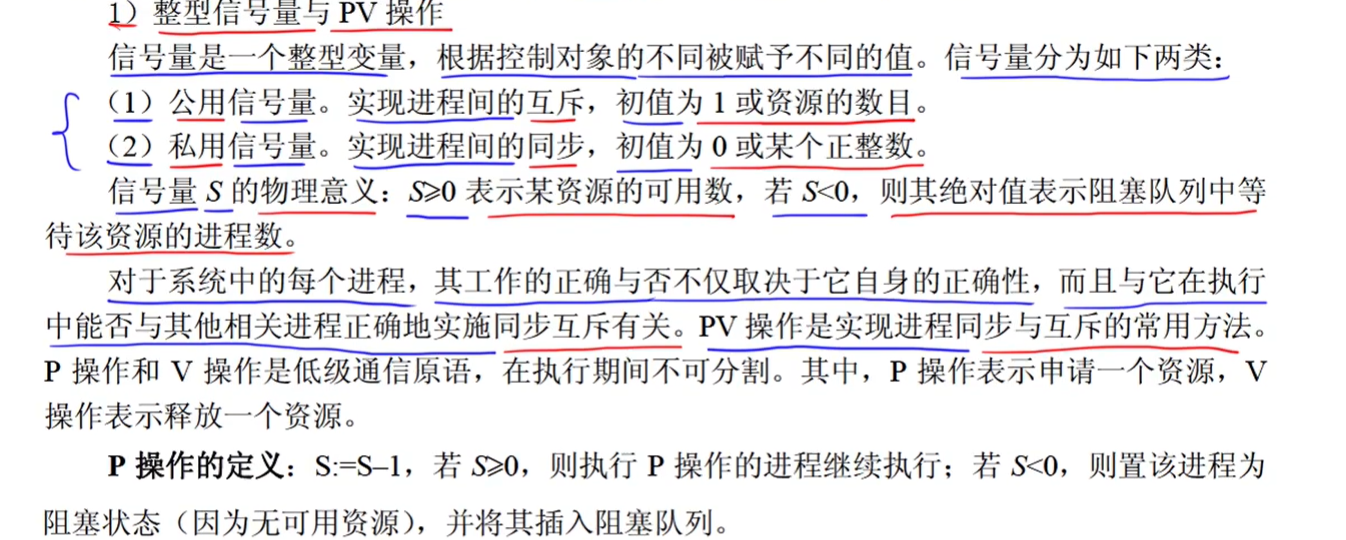 1）整型信号量与 PV 操作
信号量是一个整型变量，根据控制对象的不同被赋予不同的值。信号量分为如下两类：
（1）公用信号量。实现进程间的互斥，初值为 1 或资源的数目。
（2）私用信号量。实现进程间的同步，初值为 0 或某个正整数。
信号量 S 的物理意义：S≥0 表示某资源的可用数，若 S<0，则其绝对值表示阻塞队列中等
待该资源的进程数。
对于系统中的每个进程，其工作的正确与否不仅取决于它自身的正确性，而且与它在执行
中能否与其他相关进程正确地实施同步互斥有关。PV 操作是实现进程同步与互斥的常用方法。
P 操作和 V 操作是低级通信原语，在执行期间不可分割。其中，P 操作表示申请一个资源，V
操作表示释放一个资源。
P 操作的定义：S:=S–1，若 S≥0，则执行 P 操作的进程继续执行；若 S<0，则置该进程为
阻塞状态（因为无可用资源），并将其插入阻塞队列。